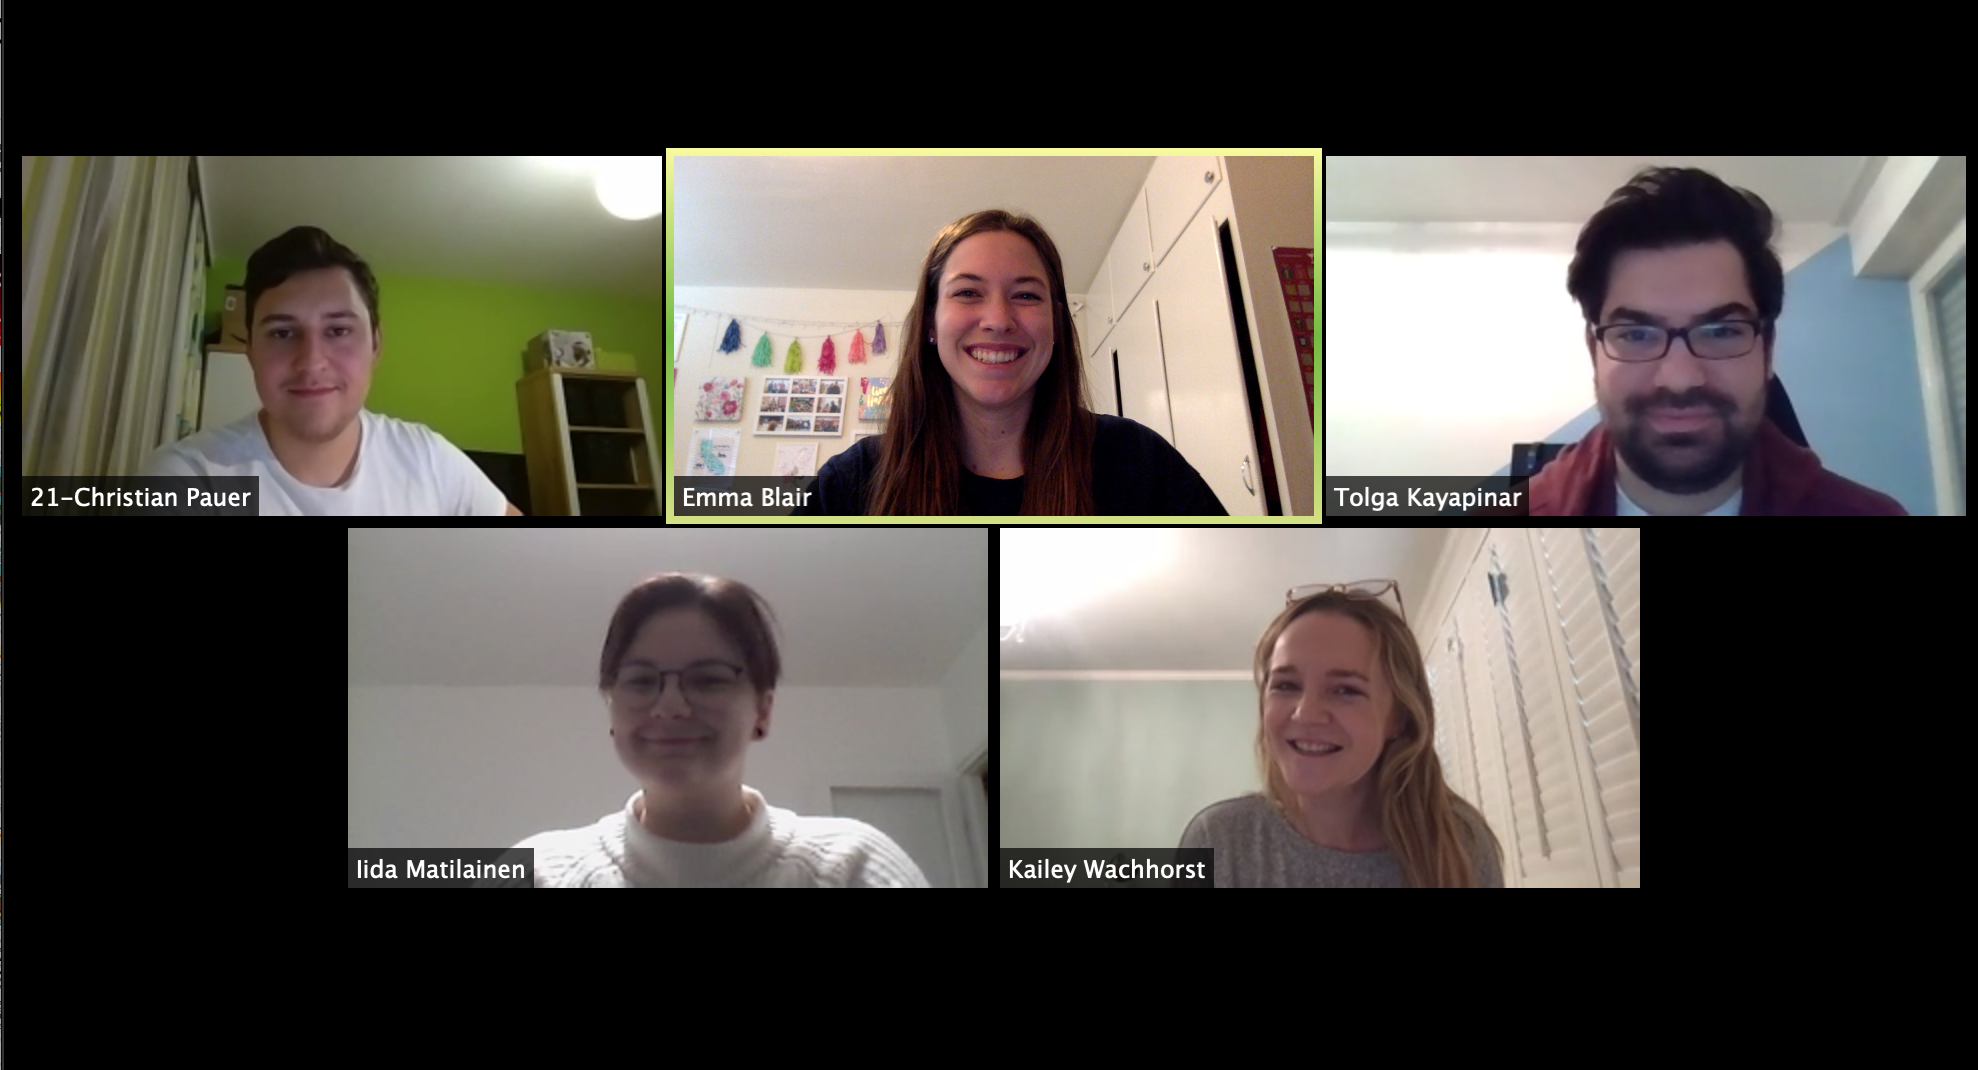 21-Christian Pauer
Emma Blair
Tolga Kayapinar
Iida Matilainen
Kailey Wachhorst